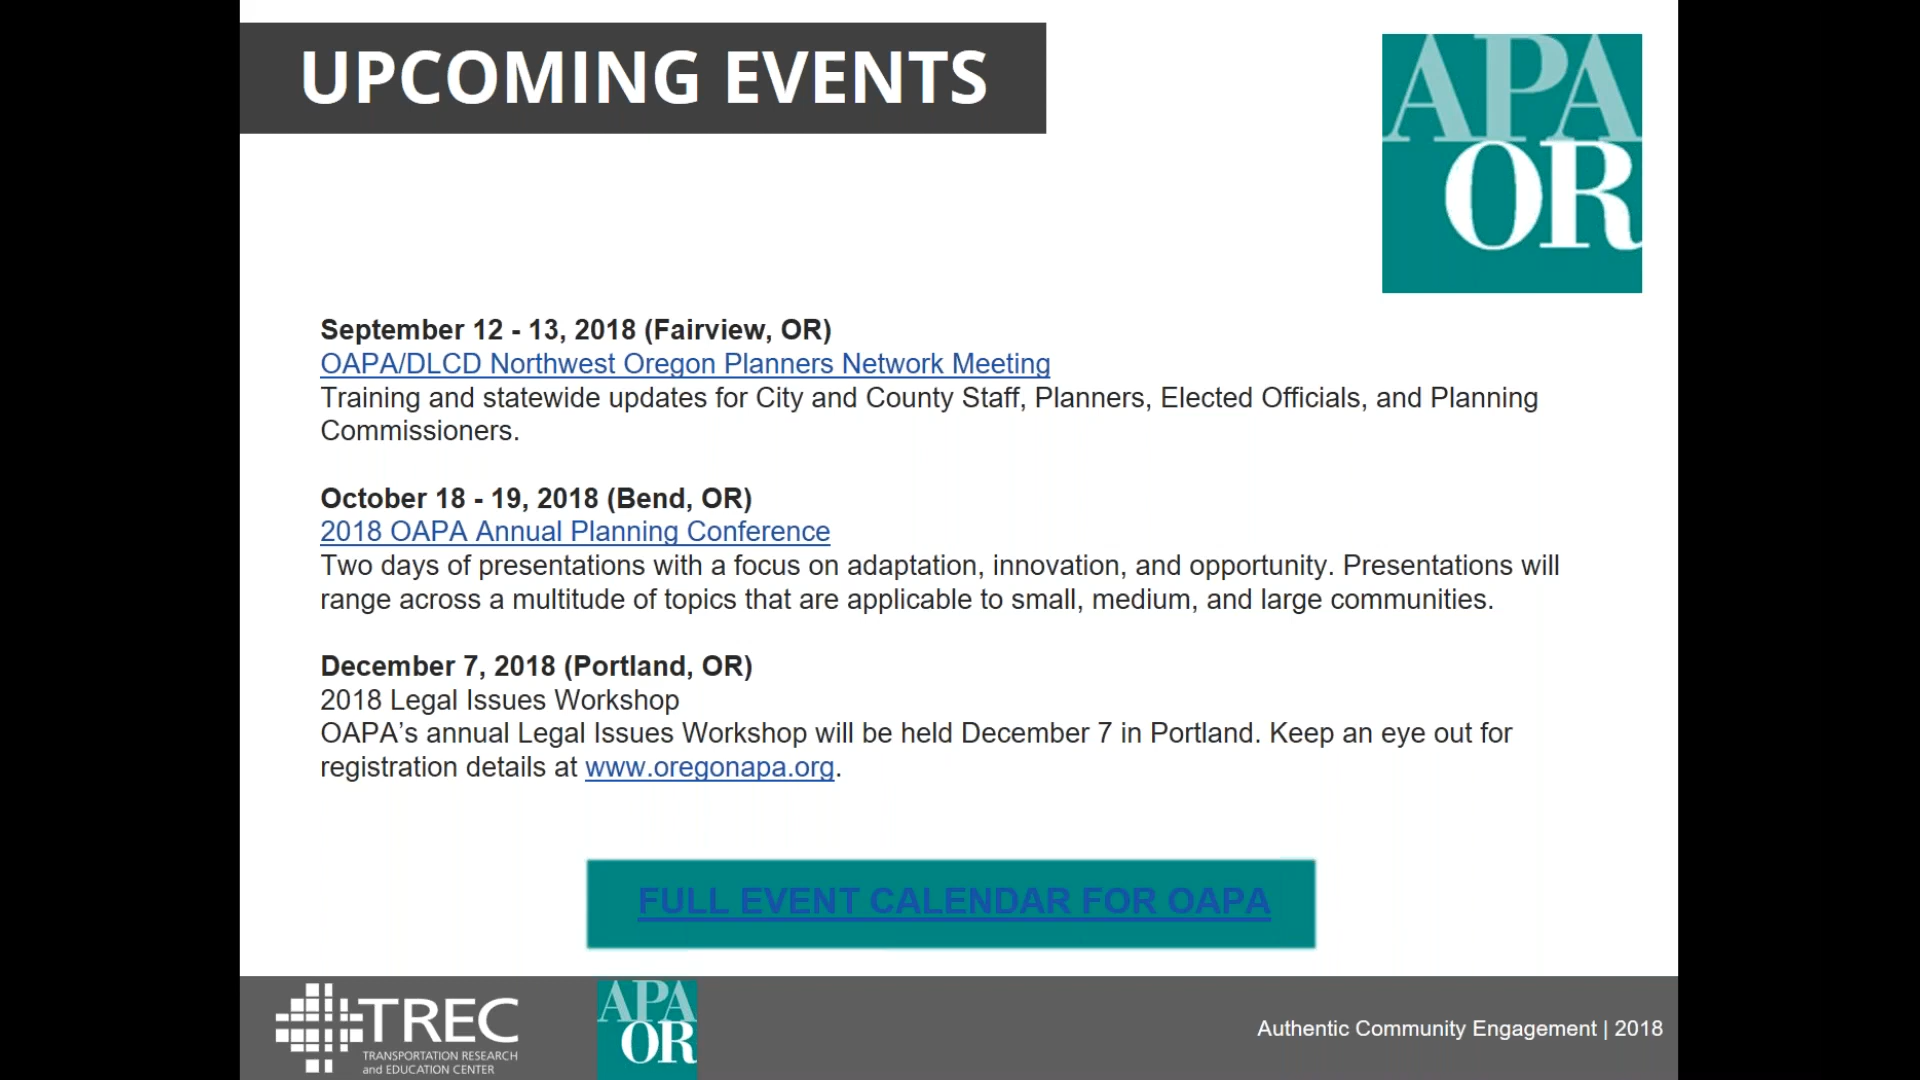 UPCOMING EVENTS
APA
OR
September 12 - 13, 2018 (Fairview, OR)
OAPA/DLCD Northwest Oregon Planners Network Meeting
Training and statewide updates for City and County Staff, Planners, Elected Officials, and Planning
Commissioners.
October 18 - 19, 2018 (Bend, OR)
2018 OAPA Annual Planning Conference
Two days of presentations with a focus on adaptation, innovation, and opportunity. Presentations will
range across a multitude of topics that are applicable to small, medium, and large communities.
December 7, 2018 (Portland, OR)
2018 Legal Issues Workshop
OAPA’s annual Legal Issues Workshop will be held December 7 in Portland. Keep an eye out for
registration details at www.oregonapa.org.
FULL EVENT CALENDAR FOR OAPA
TREC
TRANSPORTATION RESEARCH
and EDUCATION CENTER
APA
OR
Authentic Community Engagement | 2018